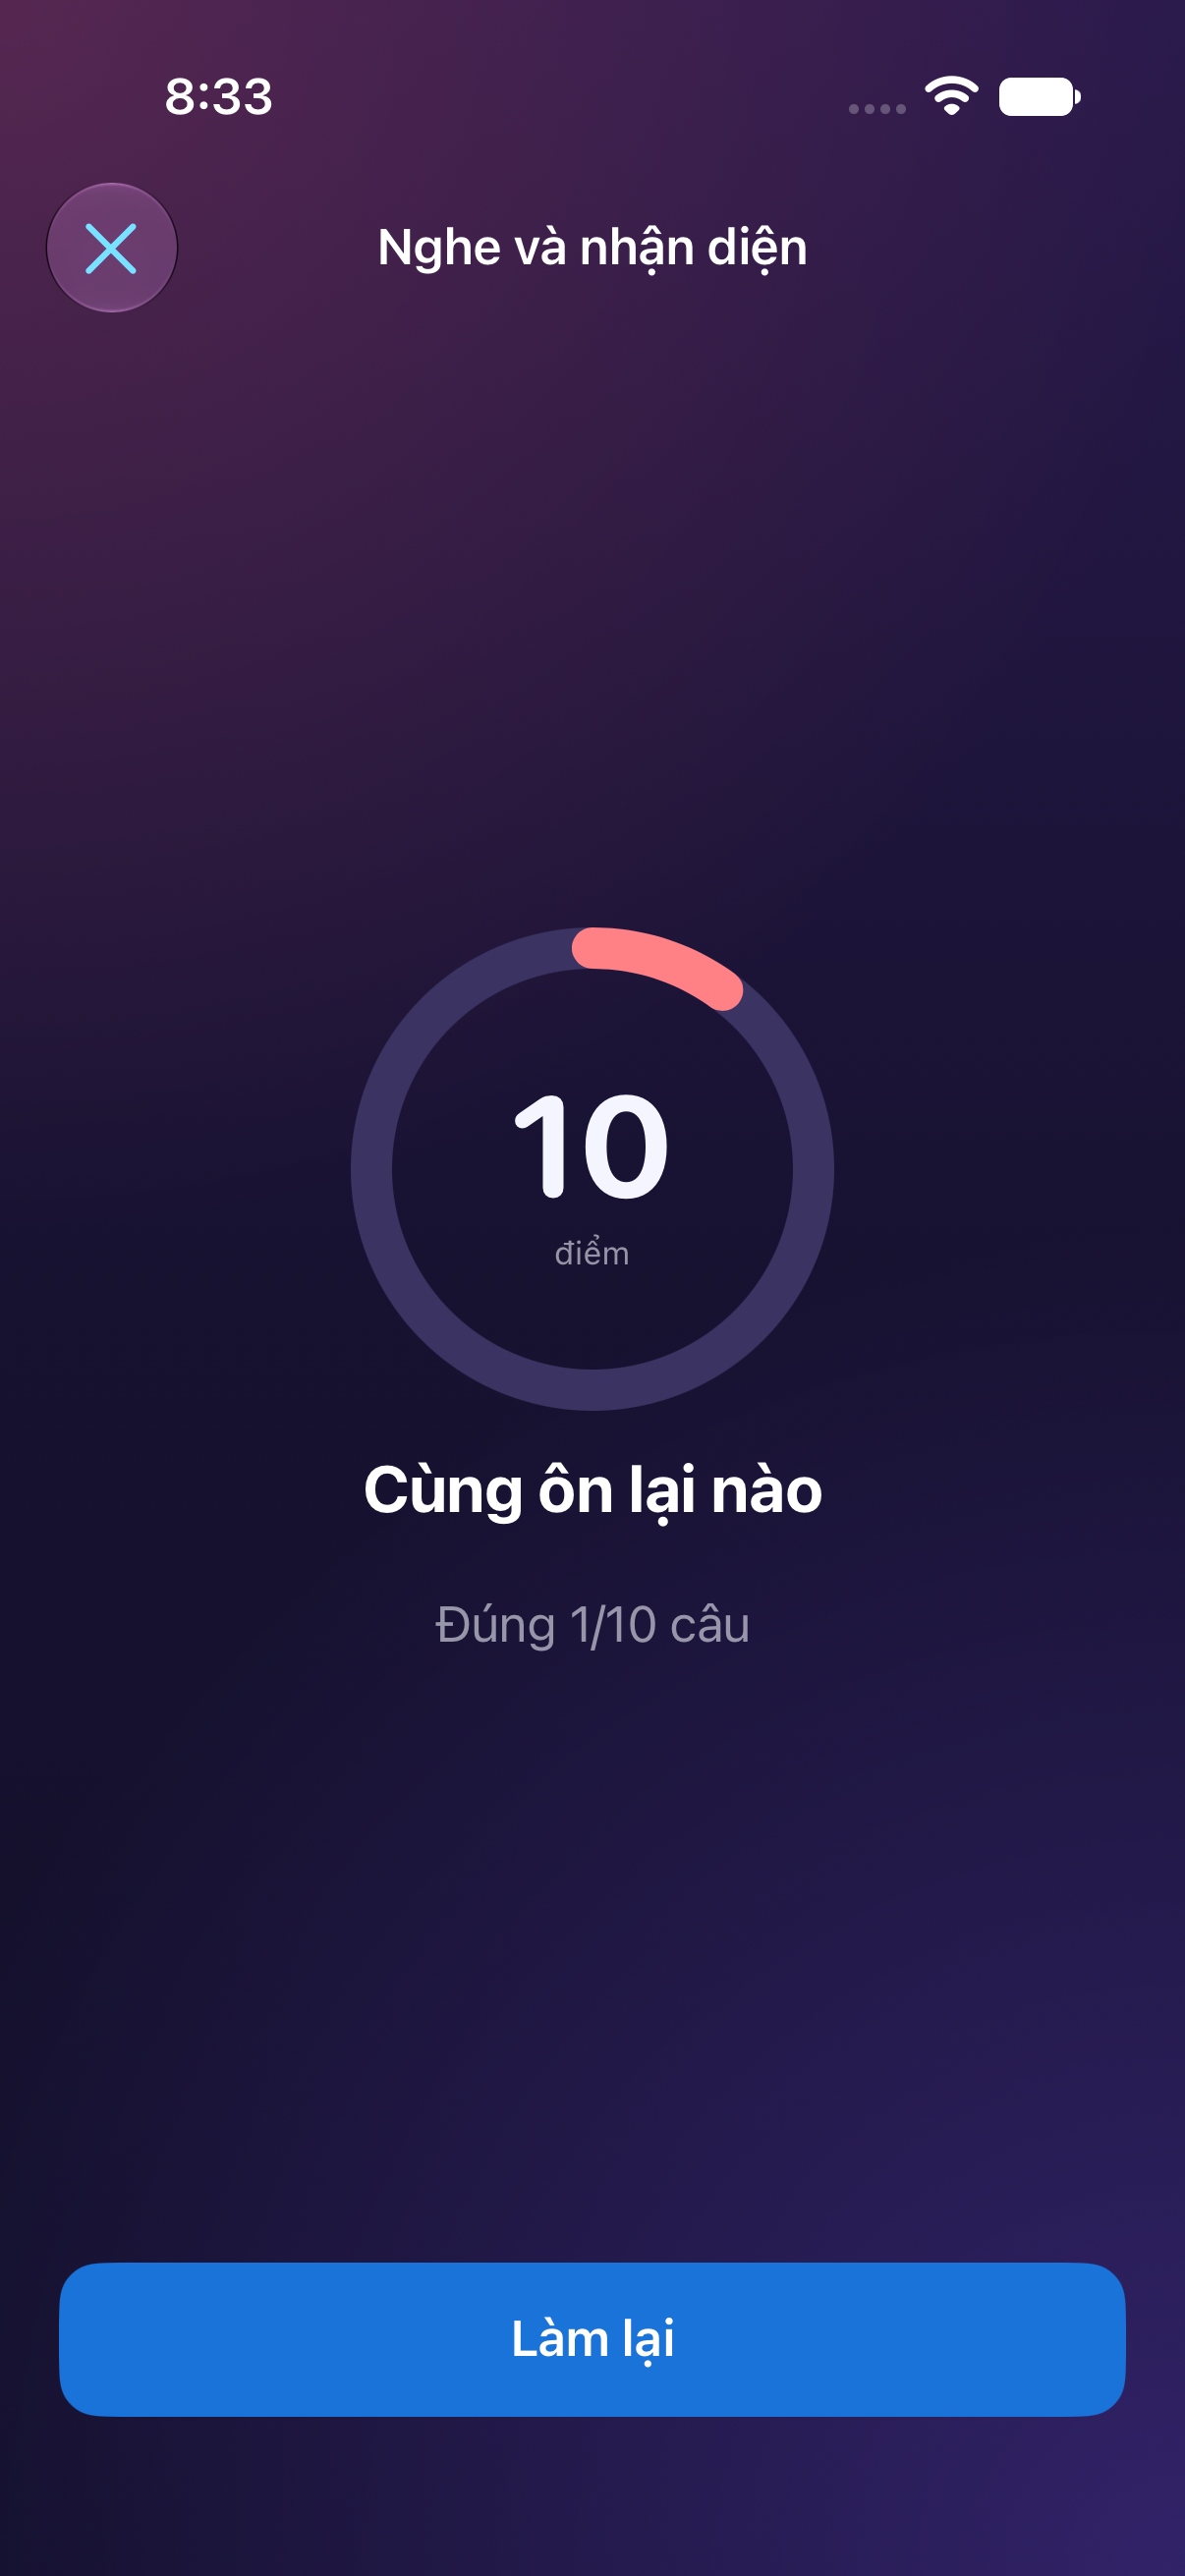 8:33
Nghe và nhận diện
10
điểm
Cùng ôn lại nào
Đúng 1/10 câu
Làm lại